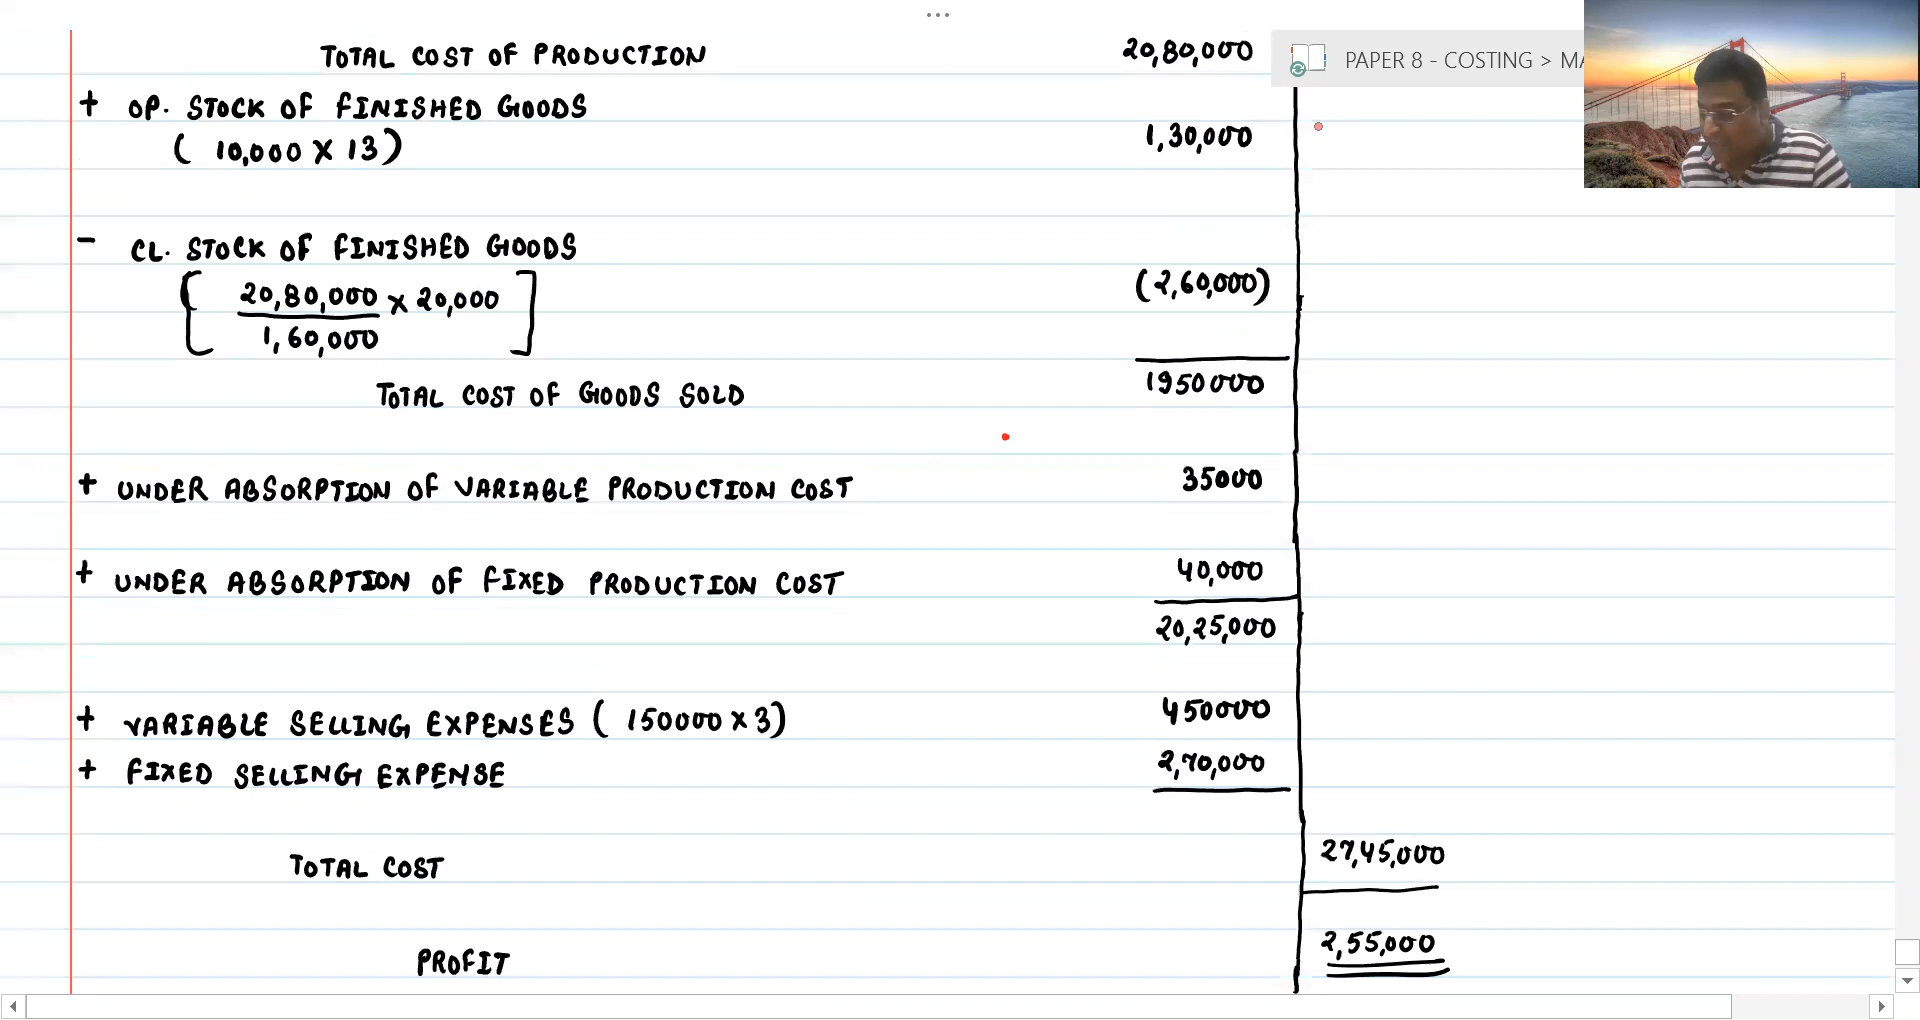 TOTAL COST OF PRODUCTION 20,80,000
PAPER 8 - COSTING > MA
+ OP. STOCK OF FINISHED GOODS
(10,000 X 13) 1,30,000
- CL. STOCK OF FINISHED GOODS (2,60,000)
[20,80,000 X 20,000]
1,60,000
TOTAL COST OF GOODS SOLD 1950000
+ UNDER ABSORPTION OF VARIABLE PRODUCTION COST 35000
+ UNDER ABSORPTION OF FIXED PRODUCTION COST 40,000
20,25,000
+ VARIABLE SELLING EXPENSES (150000 X 3) 450000
+ FIXED SELLING EXPENSE 2,70,000
TOTAL COST 27,45,000
PROFIT 2,55,000